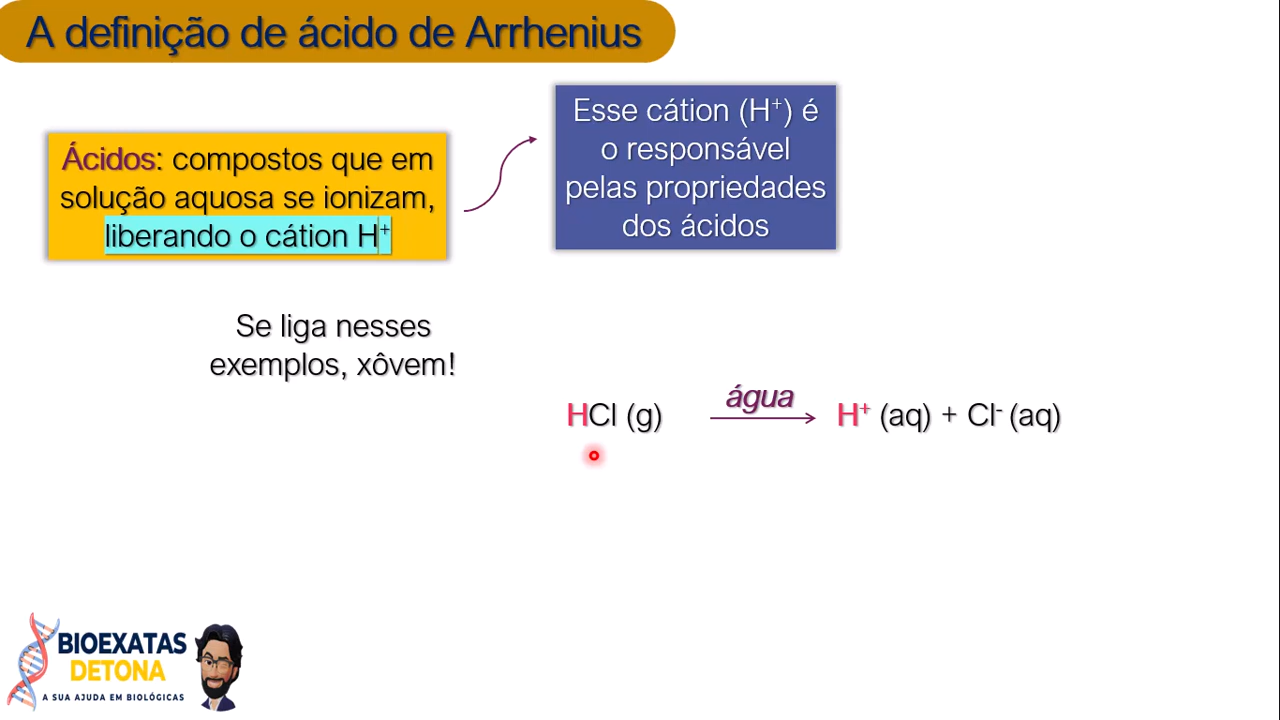 A definição de ácido de Arrhenius
Esse cátion (H⁺) é
o responsável
pelas propriedades
dos ácidos
Ácidos: compostos que em
solução aquosa se ionizam,
liberando o cátion H⁺
Se liga nesses
exemplos, xôvem!
água
HCl (g) → H⁺ (aq) + Cl⁻ (aq)
BIOEXATAS
DETONA
A SUA AJUDA EM BIOLÓGICAS